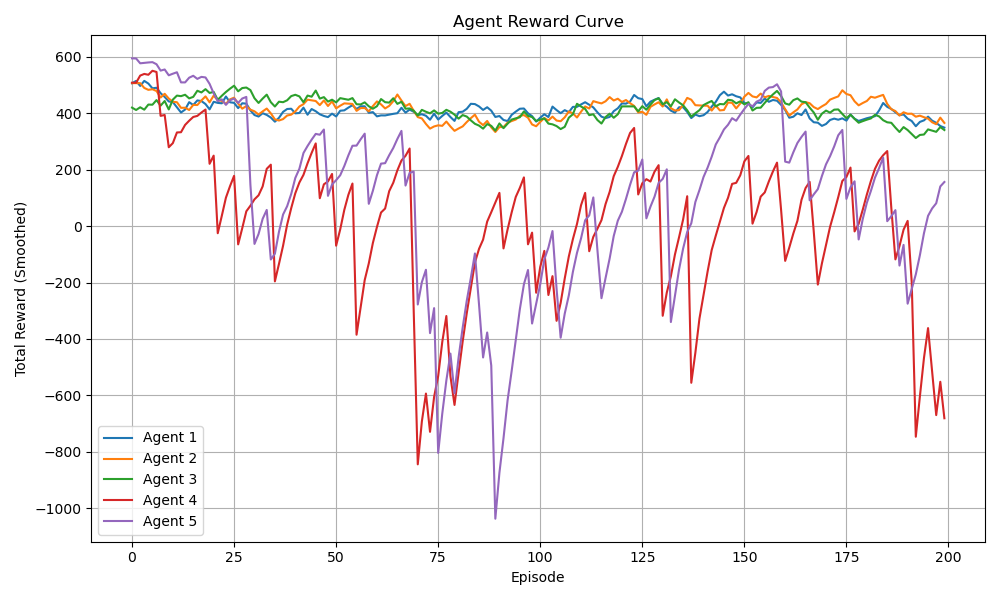 Agent Reward Curve
Total Reward (Smoothed)
600
400
200
0
−200
−400
−600
−800
−1000
Agent 1
Agent 2
Agent 3
Agent 4
Agent 5
0 25 50 75 100 125 150 175 200
Episode